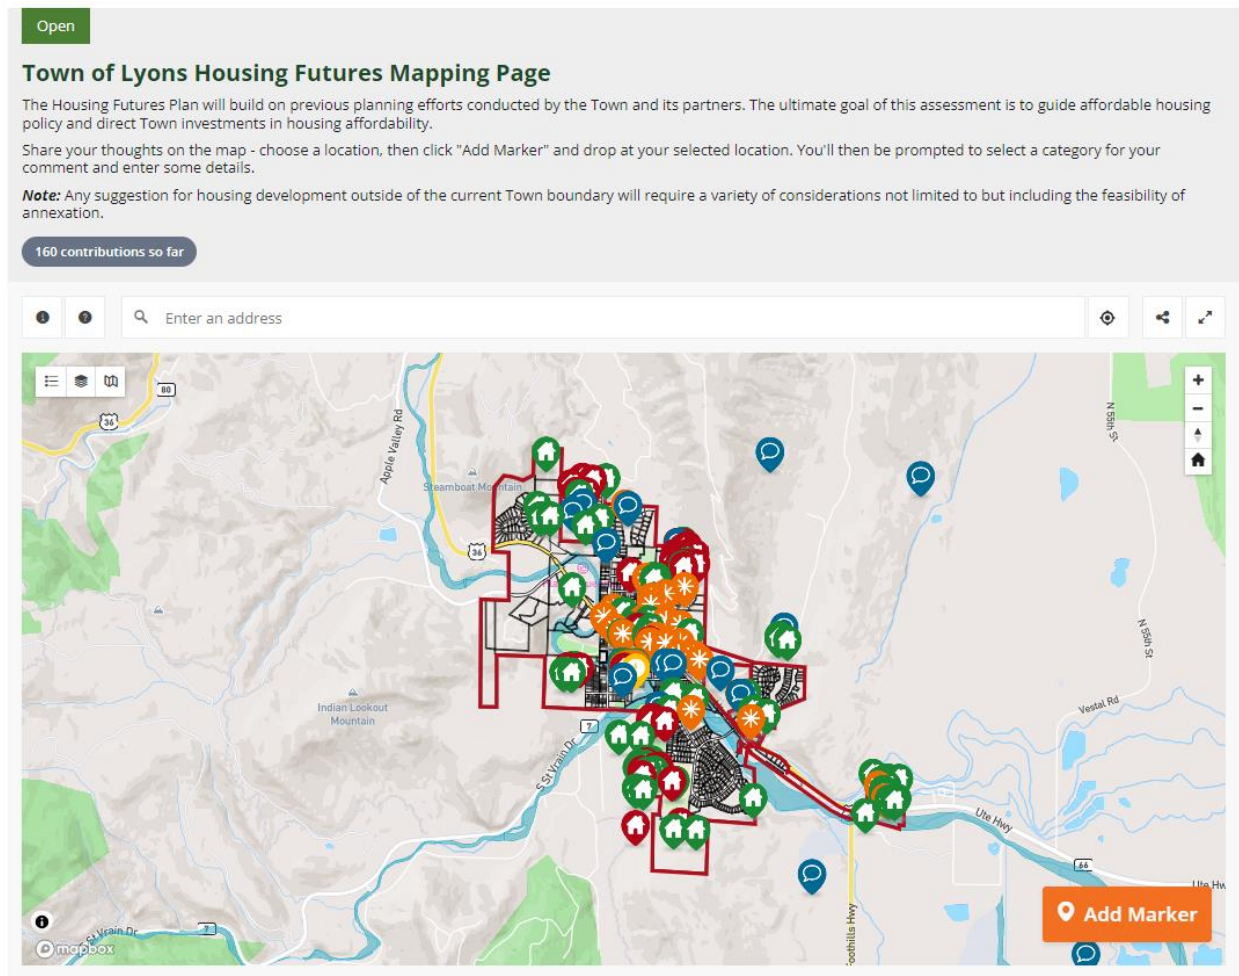 Open
Town of Lyons Housing Futures Mapping Page
The Housing Futures Plan will build on previous planning efforts conducted by the Town and its partners. The ultimate goal of this assessment is to guide affordable housing
policy and direct Town investments in housing affordability.
Share your thoughts on the map - choose a location, then click "Add Marker" and drop at your selected location. You'll then be prompted to select a category for your
comment and enter some details.
Note: Any suggestion for housing development outside of the current Town boundary will require a variety of considerations not limited to but including the feasibility of
annexation.
160 contributions so far
Enter an address
80
36
Apple Valley Rd
N 55th St
Steamboat Mountain
36
N 55th St
Indian Lookout
Mountain
Vestal Rd
7
S St Vrain Dr
Ute Hwy
66
Ute Hw
Add Marker
Foothills Hwy
St Vrain Dr
7
mapbox